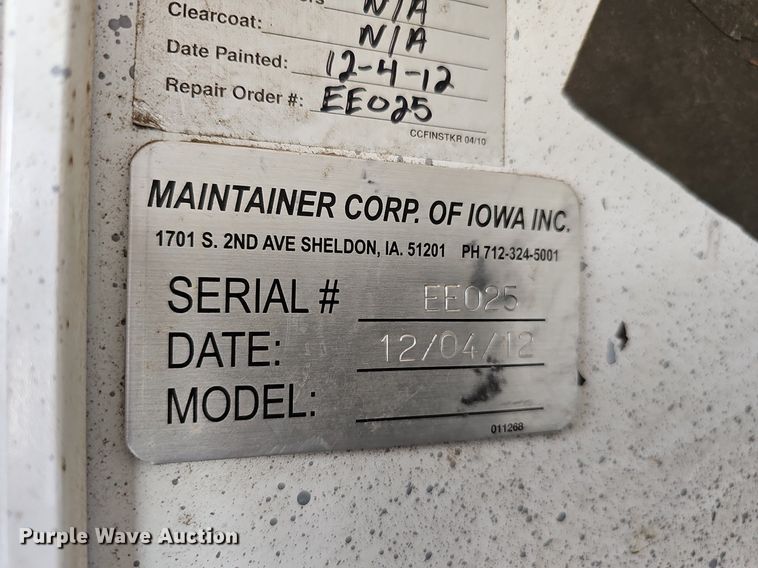 N/A
Clearcoat: N/A
Date Painted: 12-4-12
Repair Order #: EE025
CCFINSTKR 04/10
MAINTAINER CORP. OF IOWA INC.
1701 S. 2ND AVE SHELDON, IA. 51201 PH 712-324-5001
SERIAL # EE025
DATE: 12/04/12
MODEL:
011268
Purple Wave Auction